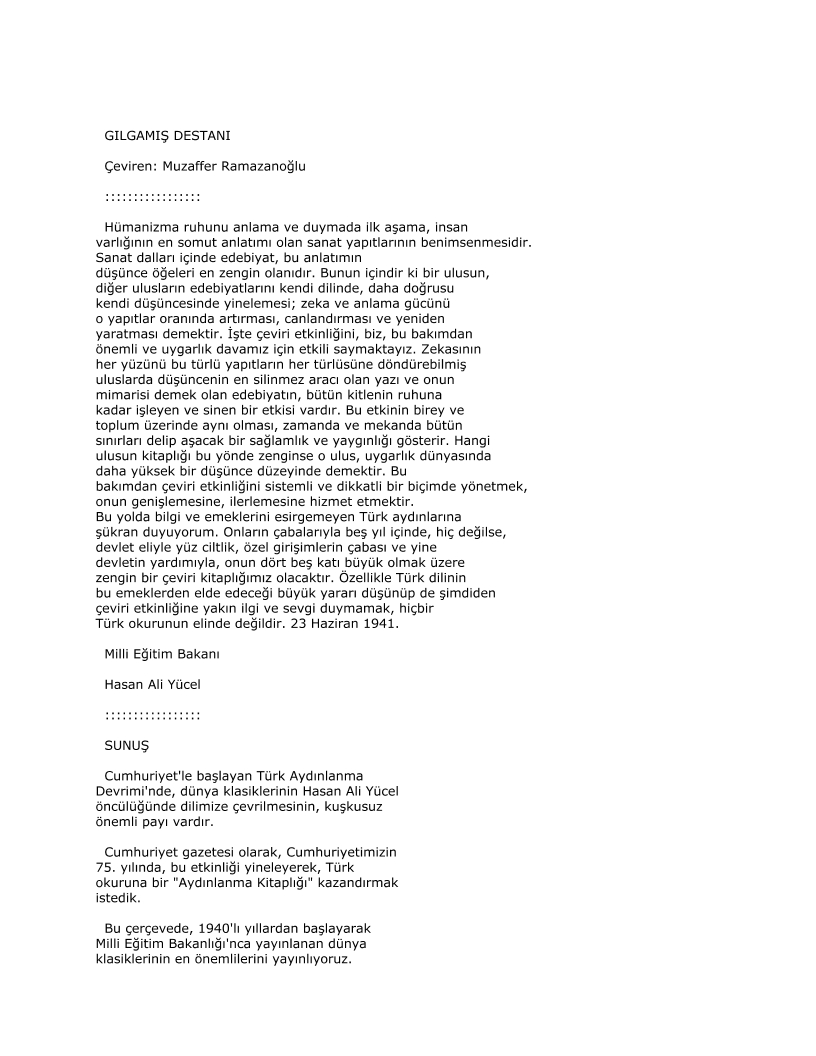 GILGAMIŞ DESTANI
Çeviren: Muzaffer Ramazanoğlu
:::::::::::::::::
Hümanizma ruhunu anlama ve duymada ilk aşama, insan
varlığının en somut anlatımı olan sanat yapıtlarının benimsenmesidir.
Sanat dalları içinde edebiyat, bu anlatımın
düşünce öğeleri en zengin olanıdır. Bunun içindir ki bir ulusun,
diğer ulusların edebiyatlarını kendi dilinde, daha doğrusu
kendi düşüncesinde yinelemesi; zeka ve anlama gücünü
o yapıtlar oranında artırması, canlandırması ve yeniden
yaratması demektir. İşte çeviri etkinliğini, biz, bu bakımdan
önemli ve uygarlık davamız için etkili saymaktayız. Zekasının
her yüzünü bu türlü yapıtların her türlüsüne döndürebilmiş
uluslarda düşüncenin en silinmez aracı olan yazı ve onun
mimarisi demek olan edebiyatın, bütün kitlenin ruhuna
kadar işleyen ve sinen bir etkisi vardır. Bu etkinin birey ve
toplum üzerinde aynı olması, zamanda ve mekanda bütün
sınırları delip aşacak bir sağlamlık ve yaygınlığı gösterir. Hangi
ulusun kitaplığı bu yönde zenginse o ulus, uygarlık dünyasında
daha yüksek bir düşünce düzeyinde demektir. Bu
bakımdan çeviri etkinliğini sistemli ve dikkatli bir biçimde yönetmek,
onun genişlemesine, ilerlemesine hizmet etmektir.
Bu yolda bilgi ve emeklerini esirgemeyen Türk aydınlarına
şükran duyuyorum. Onların çabalarıyla beş yıl içinde, hiç değilse,
devlet eliyle yüz ciltlik, özel girişimlerin çabası ve yine
devletin yardımıyla, onun dört beş katı büyük olmak üzere
zengin bir çeviri kitaplığımız olacaktır. Özellikle Türk dilinin
bu emeklerden elde edeceği büyük yararı düşünüp de şimdiden
çeviri etkinliğine yakın ilgi ve sevgi duymamak, hiçbir
Türk okurunun elinde değildir. 23 Haziran 1941.
Milli Eğitim Bakanı
Hasan Ali Yücel
:::::::::::::::::
SUNUŞ
Cumhuriyet'le başlayan Türk Aydınlanma
Devrimi'nde, dünya klasiklerinin Hasan Ali Yücel
öncülüğünde dilimize çevrilmesinin, kuşkusuz
önemli payı vardır.
Cumhuriyet gazetesi olarak, Cumhuriyetimizin
75. yılında, bu etkinliği yineleyerek, Türk
okuruna bir "Aydınlanma Kitaplığı" kazandırmak
istedik.
Bu çerçevede, 1940'lı yıllardan başlayarak
Milli Eğitim Bakanlığı'nca yayınlanan dünya
klasiklerinin en önemlilerini yayınlıyoruz.